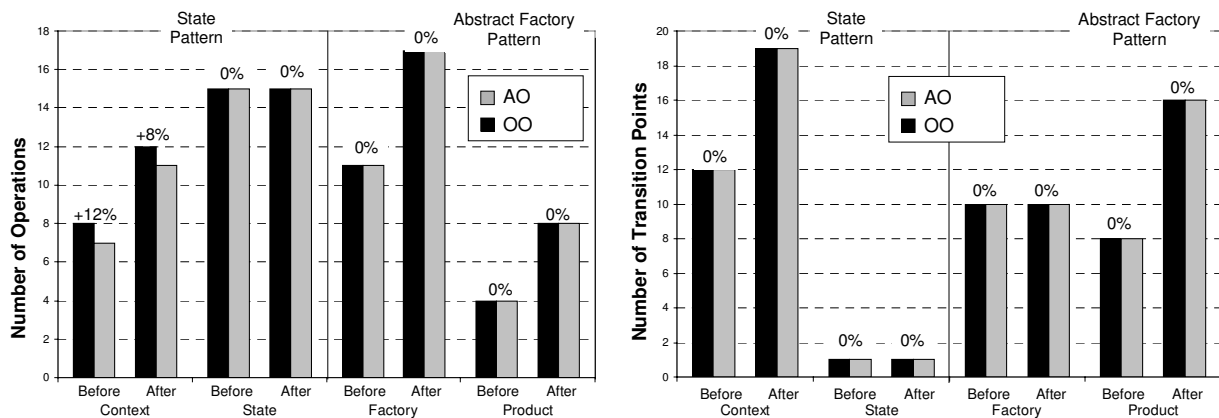 State
Pattern
Abstract Factory
Pattern
Number of Operations
18
16
14
12
10
8
6
4
2
0
+12%
+8%
0%
0%
0%
0%
0%
0%
AO
OO
Before After Before After Before After Before After
Context State Factory Product
State
Pattern
Abstract Factory
Pattern
Number of Transition Points
20
18
16
14
12
10
8
6
4
2
0
0%
0%
0%
0%
0%
0%
0%
0%
AO
OO
Before After Before After Before After Before After
Context State Factory Product